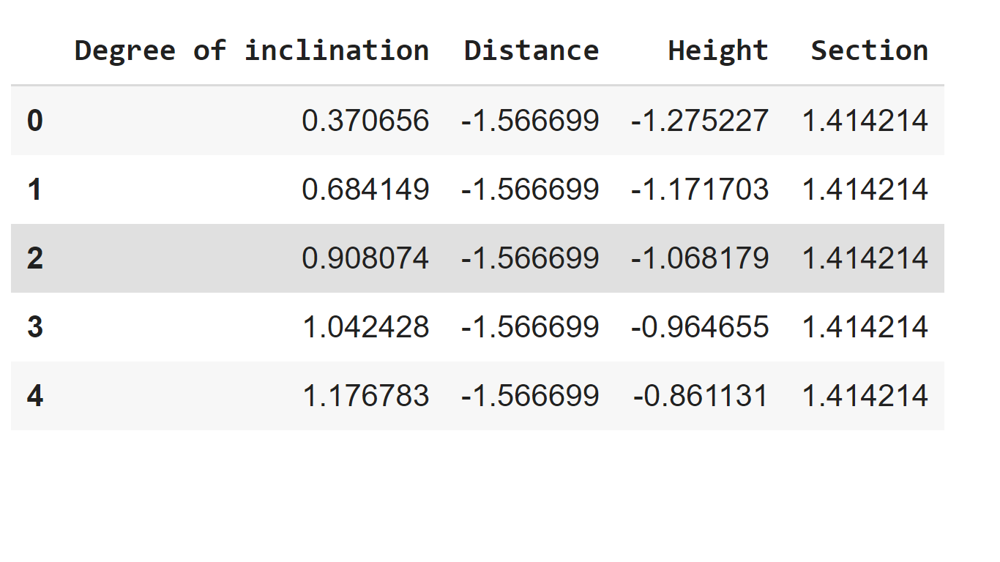 Degree of inclination Distance Height Section
0 0.370656 -1.566699 -1.275227 1.414214
1 0.684149 -1.566699 -1.171703 1.414214
2 0.908074 -1.566699 -1.068179 1.414214
3 1.042428 -1.566699 -0.964655 1.414214
4 1.176783 -1.566699 -0.861131 1.414214